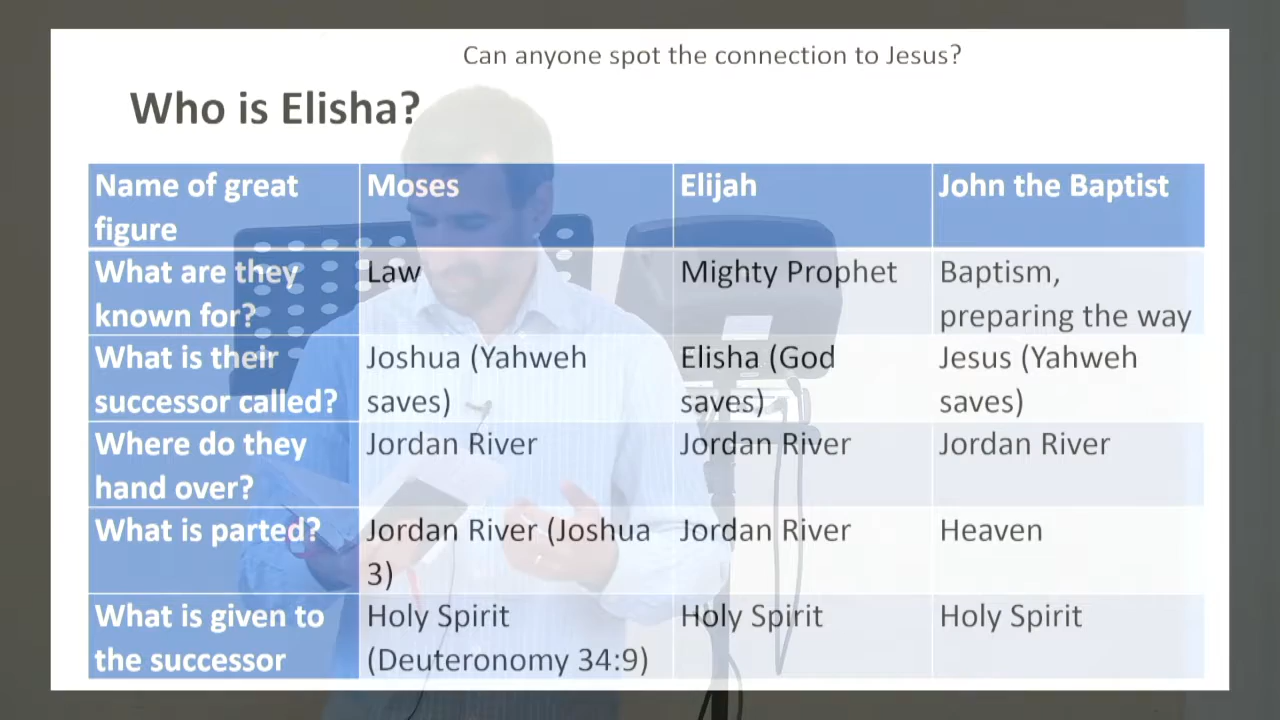 Can anyone spot the connection to Jesus?
Who is Elisha?
Name of great
figure
Moses
Elijah
John the Baptist
What are they
known for?
Law
Mighty Prophet
Baptism,
preparing the way
What is their
successor called?
Joshua (Yahweh
saves)
Elisha (God
saves)
Jesus (Yahweh
saves)
Where do they
hand over?
Jordan River
Jordan River
Jordan River
What is parted?
Jordan River (Joshua
3)
Jordan River
Heaven
What is given to
the successor
Holy Spirit
(Deuteronomy 34:9)
Holy Spirit
Holy Spirit